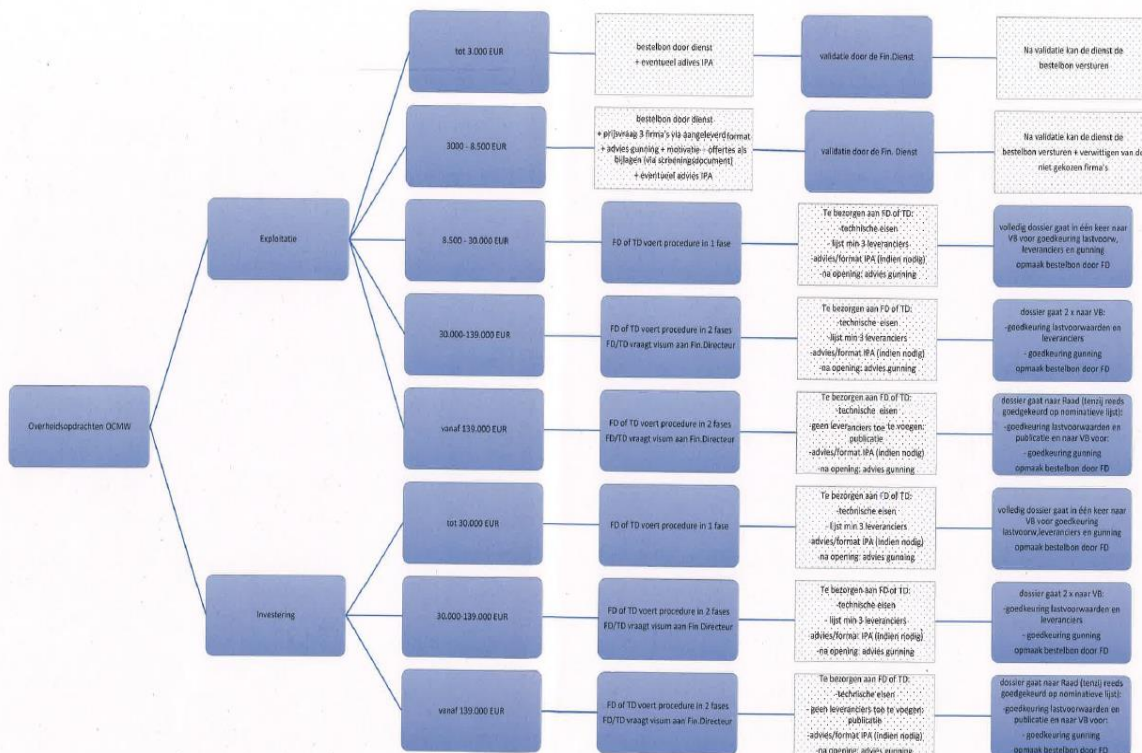 Overheidsopdrachten OCMW
Exploitatie
tot 3.000 EUR
bestelbon door dienst
+ eventueel adives IPA
validatie door de Fin.Dienst
Na validatie kan de dienst de
bestelbon versturen
3000 - 8.500 EUR
bestelbon door dienst
+ prijsvraag 3 firma's via aangeleverd format
+ advies gunning + motivatie + offertes als
bijlagen (via screeningsdocument)
+ eventueel advies IPA
validatie door de Fin. Dienst
Na validatie kan de dienst de
bestelbon versturen + verwittigen van de
niet gekozen firma's
8.500 - 30.000 EUR
FD of TD voert procedure in 1 fase
Te bezorgen aan FD of TD:
-technische eisen
-lijst min 3 leveranciers
-advies/format IPA (indien nodig)
-na opening: advies gunning
volledig dossier gaat in één keer naar
VB voor goedkeuring lastvoorw,
leveranciers en gunning
opmaak bestelbon door FD
30.000-139.000 EUR
FD of TD voert procedure in 2 fases
FD/TD vraagt visum aan Fin.Directeur
Te bezorgen aan FD of TD:
-technische eisen
-lijst min 3 leveranciers
-advies/format IPA (indien nodig)
-na opening: advies gunning
dossier gaat 2 x naar VB:
-goedkeuring lastvoorwaarden en
leveranciers
- goedkeuring gunning
opmaak bestelbon door FD
vanaf 139.000 EUR
FD of TD voert procedure in 2 fases
FD/TD vraagt visum aan Fin.Directeur
Te bezorgen aan FD of TD:
-technische eisen
-geen leveranciers toe te voegen:
publicatie
-advies/format IPA (indien nodig)
-na opening: advies gunning
dossier gaat naar Raad (tenzij reeds
goedgekeurd op nominatieve lijst):
-goedkeuring lastvoorwaarden en
publicatie en naar VB voor:
- goedkeuring gunning
opmaak bestelbon door FD
Investering
tot 30.000 EUR
FD of TD voert procedure in 1 fase
Te bezorgen aan FD of TD:
-technische eisen
- lijst min 3 leveranciers
-advies/format IPA (indien nodig)
-na opening: advies gunning
volledig dossier gaat in één keer naar
VB voor goedkeuring
lastvoorw,leveranciers en gunning
opmaak bestelbon door FD
30.000-139.000 EUR
FD of TD voert procedure in 2 fases
FD/TD vraagt visum aan Fin Directeur
Te bezorgen aan FD of TD:
-technische eisen
- lijst min 3 leveranciers
advies/format IPA (indien nodig)
-na opening: advies gunning
dossier gaat 2 x naar VB:
-goedkeuring lastvoorwaarden en
leveranciers
- goedkeuring gunning
opmaak bestelbon door FD
vanef 139.000 EUR
FD of TD voert procedure in 2 fases
FD/TD vraagt visum aan Fin.Directeur
Te bezorgen aan FD of TD:
-technische eisen
- geen leveranciers toe te voegen:
publicatie
-advies/format IPA (indien nodig)
-na opening: advies gunning
dossier gaat naar Raad (tenzij reeds
goedgekeurd op nominatieve lijst):
-goedkeuring lastvoorwaarden en
publicatie en naar VB voor:
- goedkeuring gunning
opmaak bestelbon door FD